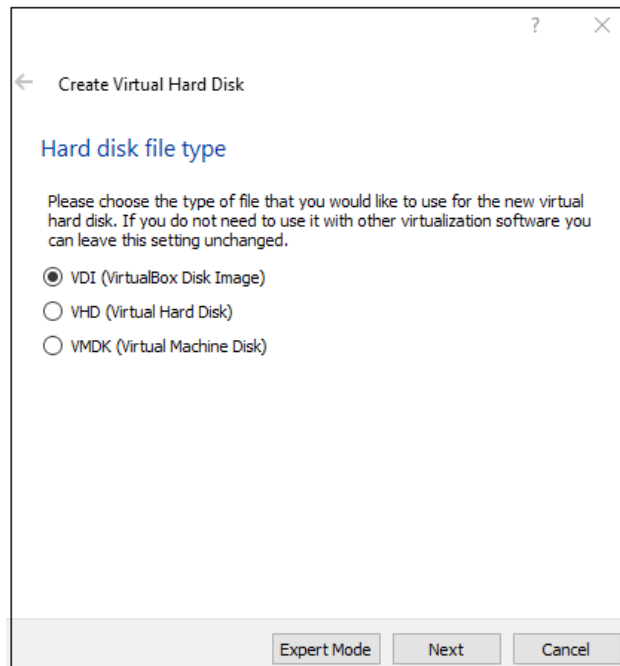 ?
Create Virtual Hard Disk
Hard disk file type
Please choose the type of file that you would like to use for the new virtual
hard disk. If you do not need to use it with other virtualization software you
can leave this setting unchanged.
VDI (VirtualBox Disk Image)
VHD (Virtual Hard Disk)
VMDK (Virtual Machine Disk)
Expert Mode Next Cancel